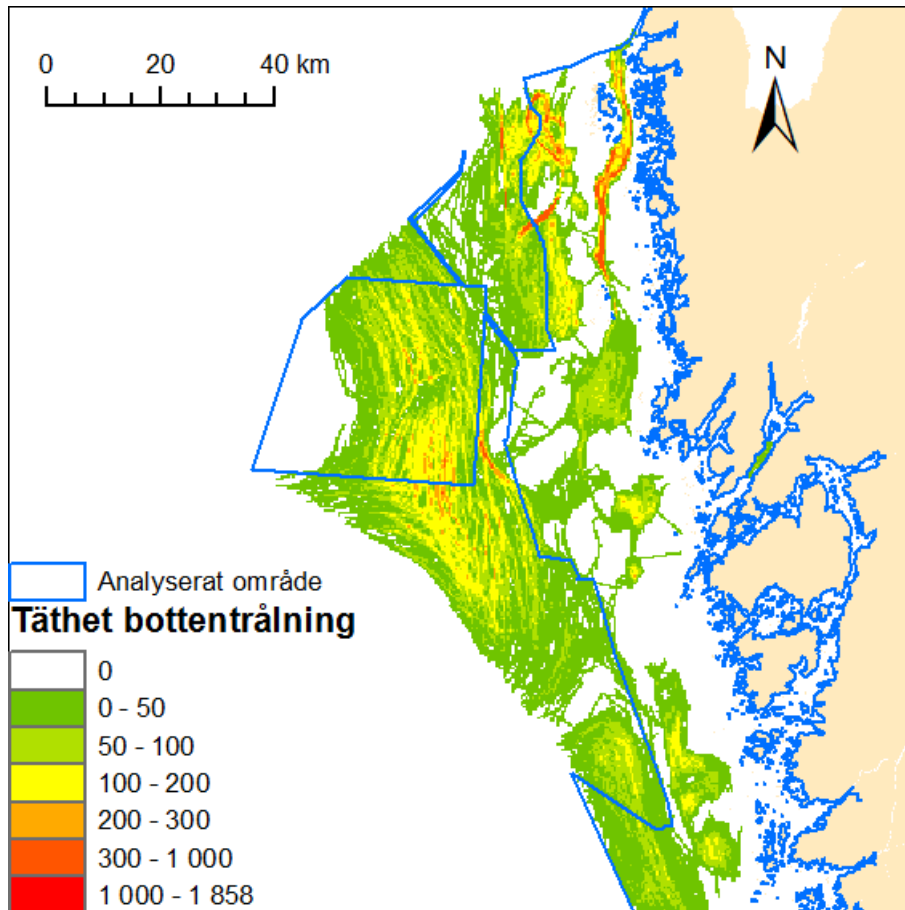 0 20 40 km
N
Analyserat område
Täthet bottentrålning
0
0 - 50
50 - 100
100 - 200
200 - 300
300 - 1 000
1 000 - 1 858